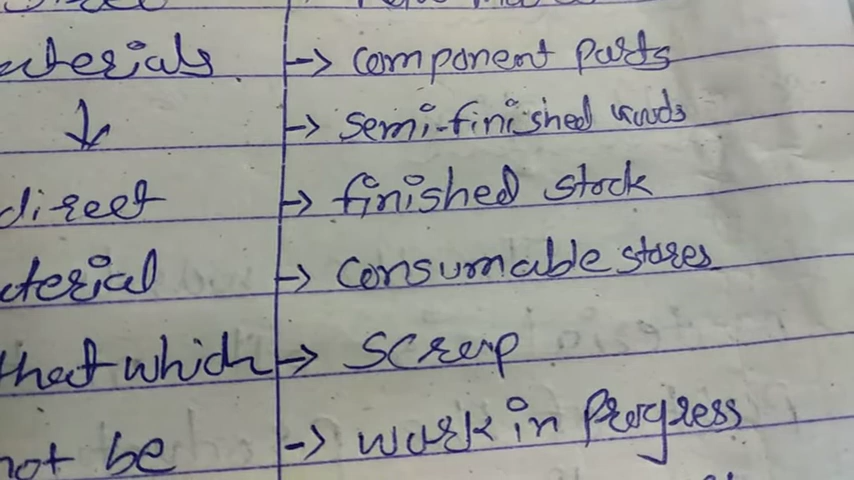 aterials -> component parts
↓ -> semi-finished goods
direct -> finished stock
terial -> consumable stores
that which -> Scrap
not be -> work in Progress